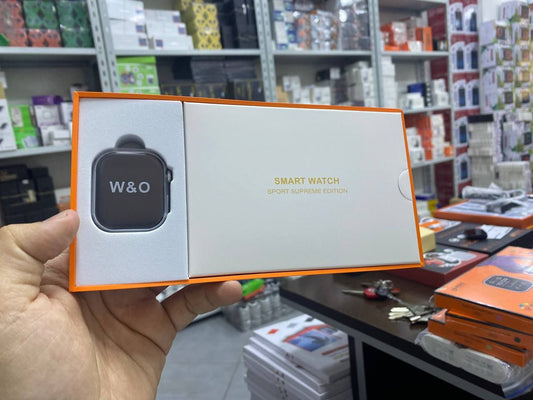 W&O
SMART WATCH
SPORT SUPREME EDITION